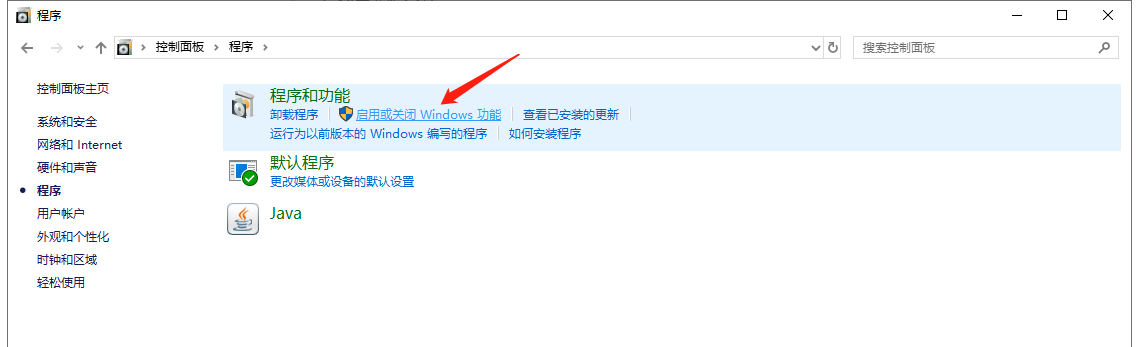 程序
控制面板 程序
搜索控制面板
控制面板主页
系统和安全
网络和 Internet
硬件和声音
程序
用户帐户
外观和个性化
时钟和区域
轻松使用
程序和功能
卸载程序 启用或关闭 Windows 功能 查看已安装的更新
运行为以前版本的 Windows 编写的程序 如何安装程序
默认程序
更改媒体或设备的默认设置
Java